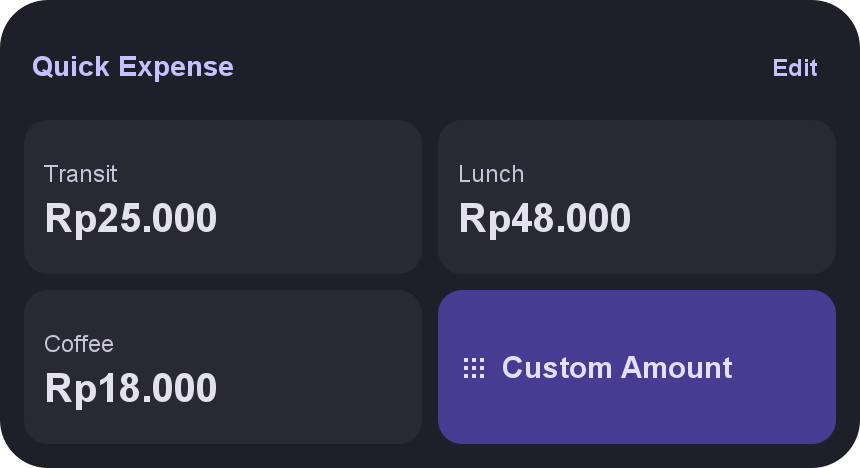 Quick Expense
Edit
Transit
Rp25.000
Lunch
Rp48.000
Coffee
Rp18.000
Custom Amount